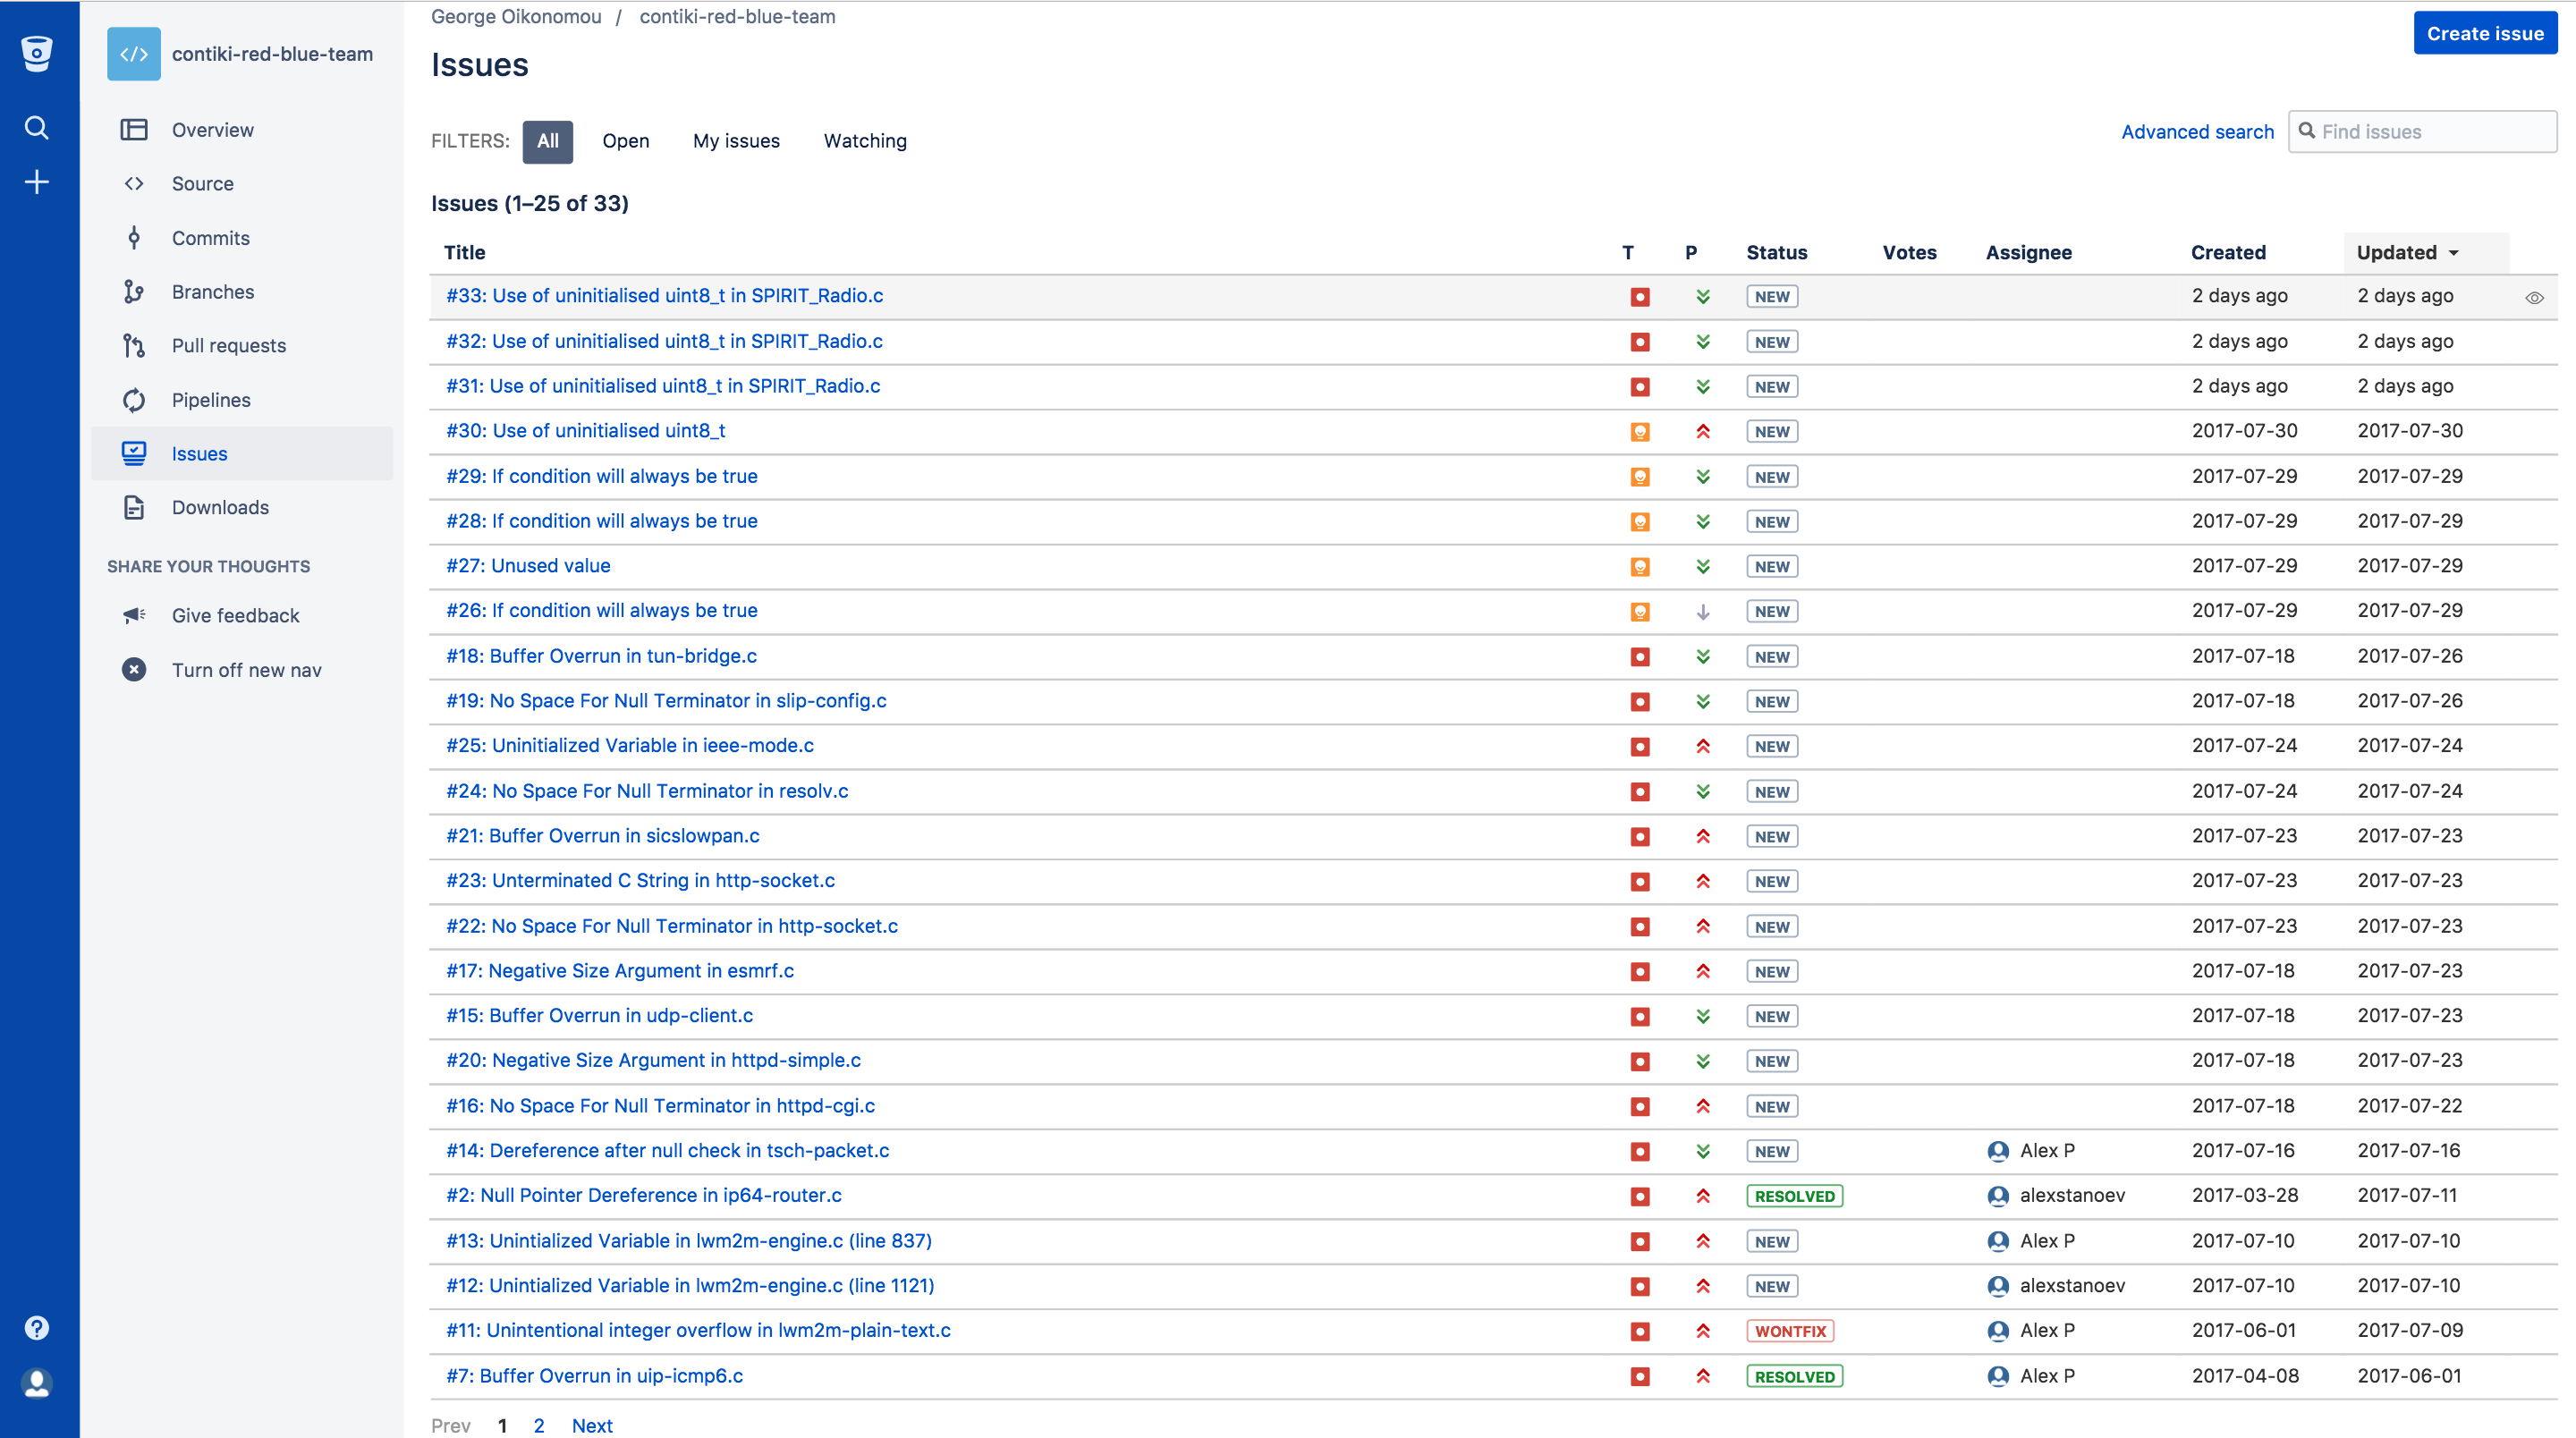 George Oikonomou / contiki-red-blue-team
Create issue
</> contiki-red-blue-team
Issues
Overview
Source
Commits
Branches
Pull requests
Pipelines
Issues
Downloads
SHARE YOUR THOUGHTS
Give feedback
Turn off new nav
FILTERS: All Open My issues Watching
Advanced search Find issues
Issues (1–25 of 33)
Title T P Status Votes Assignee Created Updated
#33: Use of uninitialised uint8_t in SPIRIT_Radio.c NEW 2 days ago 2 days ago
#32: Use of uninitialised uint8_t in SPIRIT_Radio.c NEW 2 days ago 2 days ago
#31: Use of uninitialised uint8_t in SPIRIT_Radio.c NEW 2 days ago 2 days ago
#30: Use of uninitialised uint8_t NEW 2017-07-30 2017-07-30
#29: If condition will always be true NEW 2017-07-29 2017-07-29
#28: If condition will always be true NEW 2017-07-29 2017-07-29
#27: Unused value NEW 2017-07-29 2017-07-29
#26: If condition will always be true NEW 2017-07-29 2017-07-29
#18: Buffer Overrun in tun-bridge.c NEW 2017-07-18 2017-07-26
#19: No Space For Null Terminator in slip-config.c NEW 2017-07-18 2017-07-26
#25: Uninitialized Variable in ieee-mode.c NEW 2017-07-24 2017-07-24
#24: No Space For Null Terminator in resolv.c NEW 2017-07-24 2017-07-24
#21: Buffer Overrun in sicslowpan.c NEW 2017-07-23 2017-07-23
#23: Unterminated C String in http-socket.c NEW 2017-07-23 2017-07-23
#22: No Space For Null Terminator in http-socket.c NEW 2017-07-23 2017-07-23
#17: Negative Size Argument in esmrf.c NEW 2017-07-18 2017-07-23
#15: Buffer Overrun in udp-client.c NEW 2017-07-18 2017-07-23
#20: Negative Size Argument in httpd-simple.c NEW 2017-07-18 2017-07-23
#16: No Space For Null Terminator in httpd-cgi.c NEW 2017-07-18 2017-07-22
#14: Dereference after null check in tsch-packet.c NEW Alex P 2017-07-16 2017-07-16
#2: Null Pointer Dereference in ip64-router.c RESOLVED alexstanoev 2017-03-28 2017-07-11
#13: Unintialized Variable in lwm2m-engine.c (line 837) NEW Alex P 2017-07-10 2017-07-10
#12: Unintialized Variable in lwm2m-engine.c (line 1121) NEW alexstanoev 2017-07-10 2017-07-10
#11: Unintentional integer overflow in lwm2m-plain-text.c WONTFIX Alex P 2017-06-01 2017-07-09
#7: Buffer Overrun in uip-icmp6.c RESOLVED Alex P 2017-04-08 2017-06-01
Prev 1 2 Next